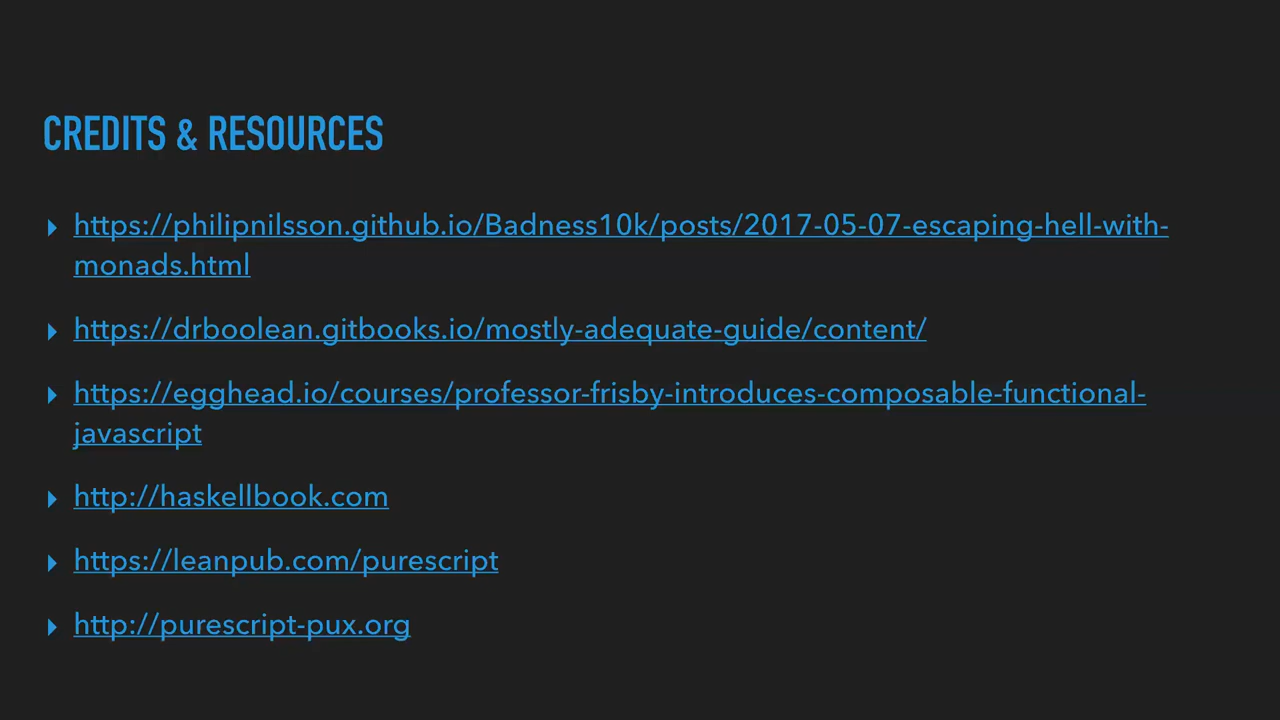 CREDITS & RESOURCES
▸ https://philipnilsson.github.io/Badness10k/posts/2017-05-07-escaping-hell-with-
monads.html
▸ https://drboolean.gitbooks.io/mostly-adequate-guide/content/
▸ https://egghead.io/courses/professor-frisby-introduces-composable-functional-
javascript
▸ http://haskellbook.com
▸ https://leanpub.com/purescript
▸ http://purescript-pux.org